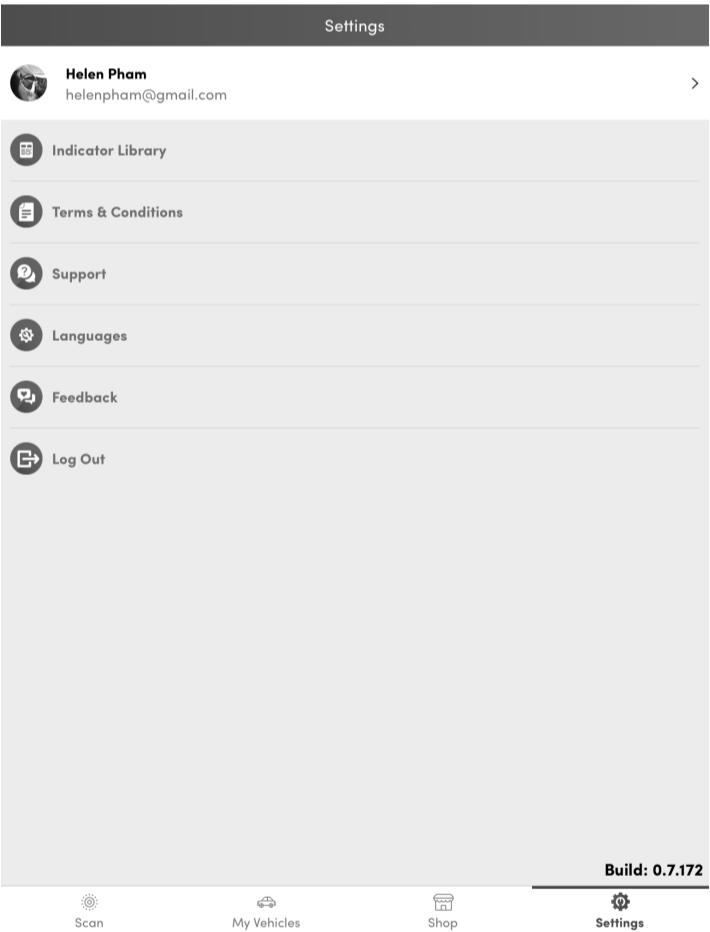 Settings
Helen Pham
helenpham@gmail.com
Indicator Library
Terms & Conditions
Support
Languages
Feedback
Log Out
Build: 0.7.172
Scan
My Vehicles
Shop
Settings